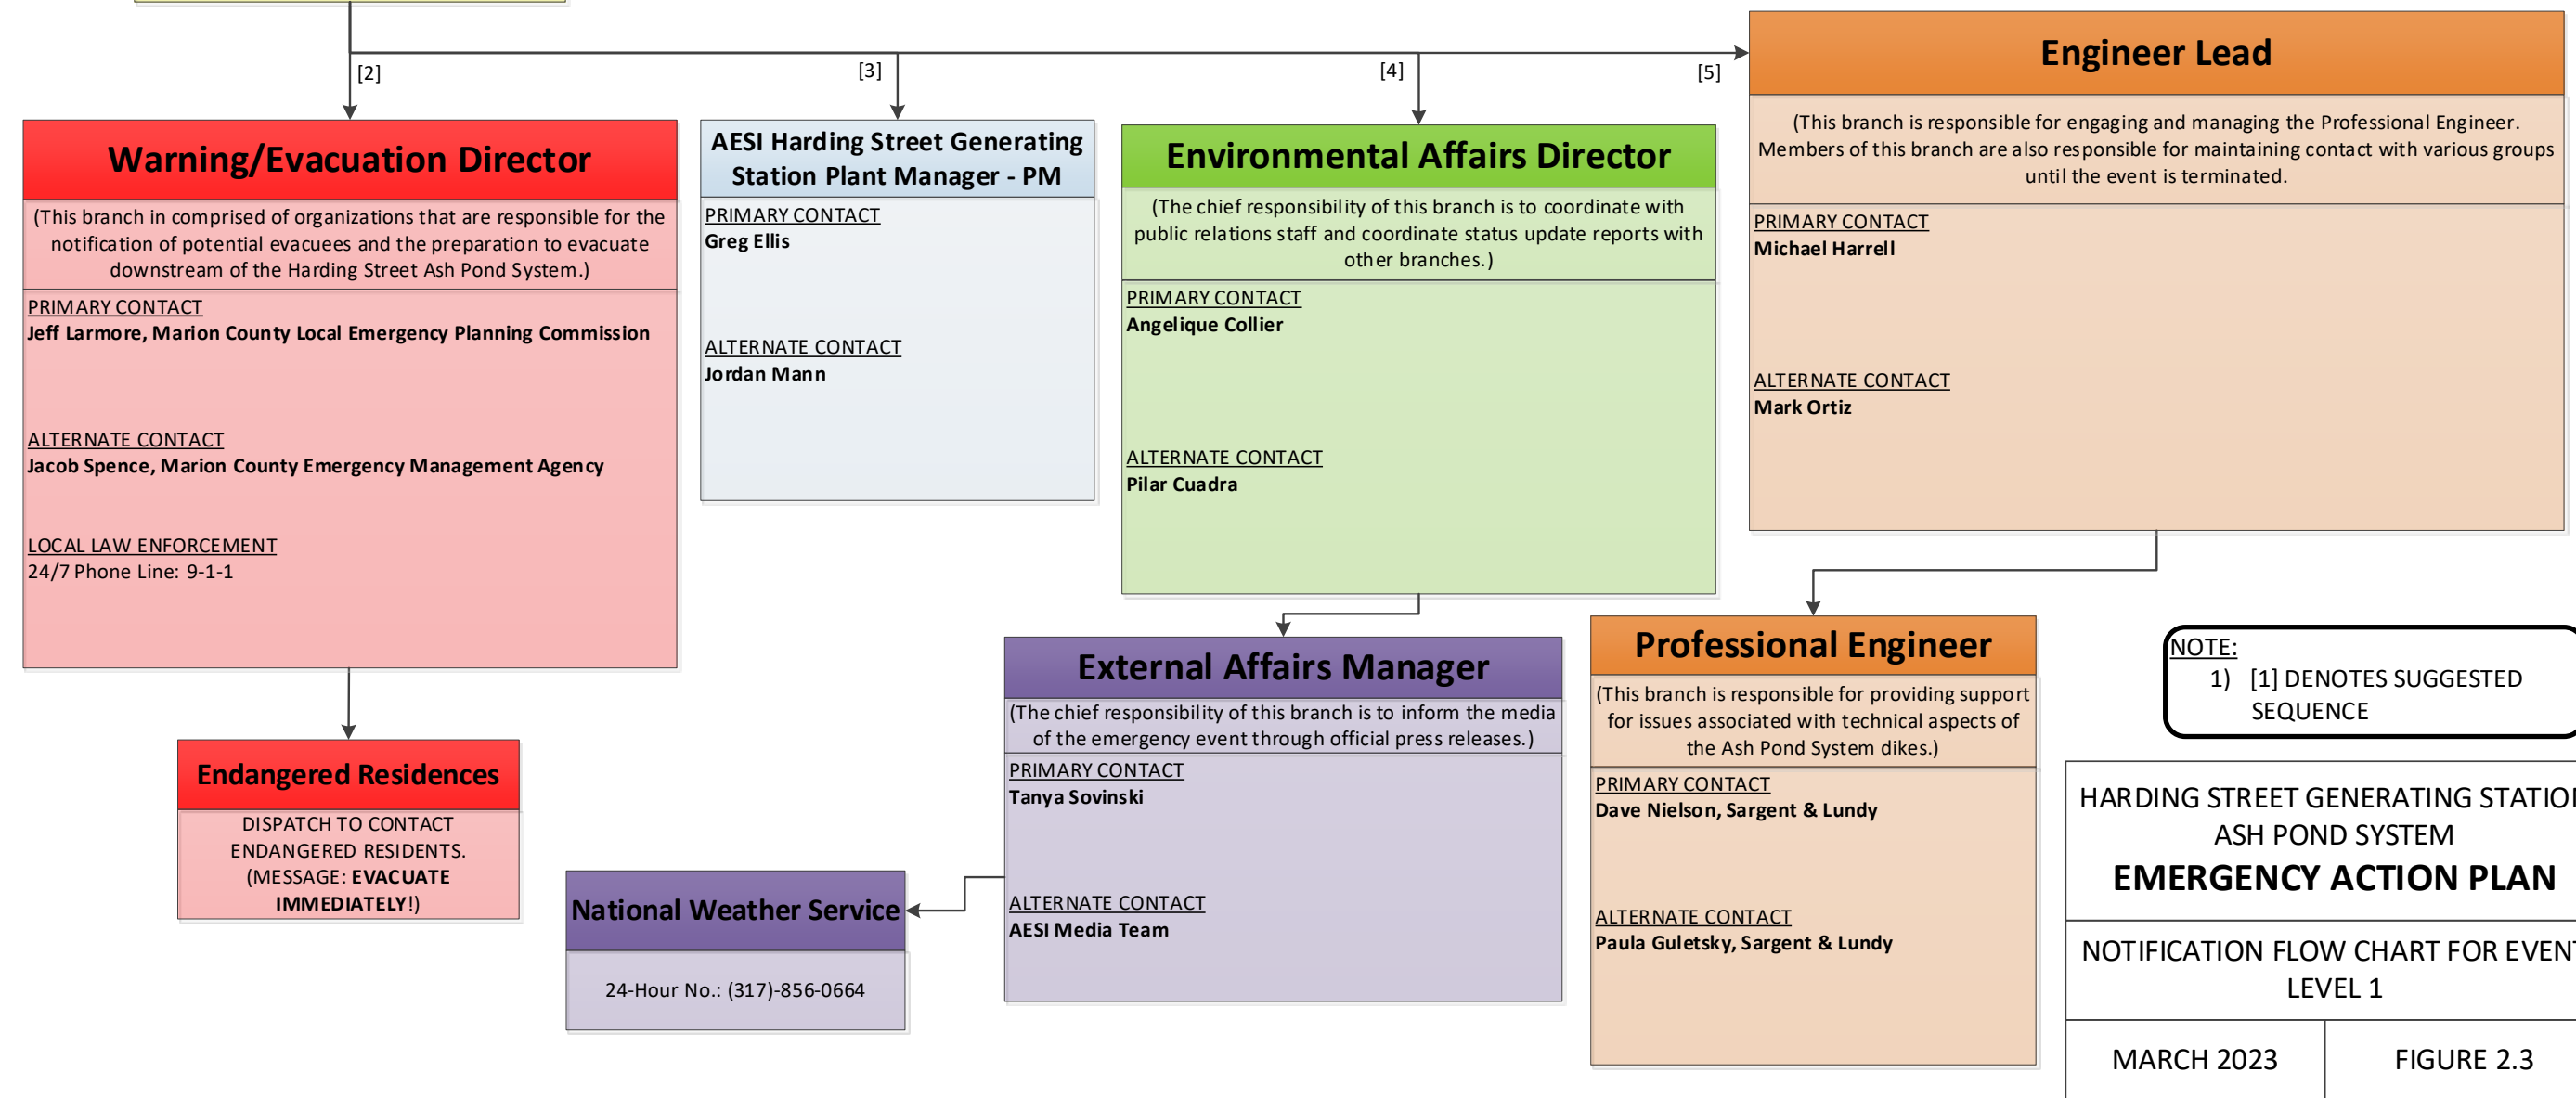 [2]
[3]
[4]
[5]
Warning/Evacuation Director
(This branch in comprised of organizations that are responsible for the
notification of potential evacuees and the preparation to evacuate
downstream of the Harding Street Ash Pond System.)
PRIMARY CONTACT
Jeff Larmore, Marion County Local Emergency Planning Commission
ALTERNATE CONTACT
Jacob Spence, Marion County Emergency Management Agency
LOCAL LAW ENFORCEMENT
24/7 Phone Line: 9-1-1
AESI Harding Street Generating
Station Plant Manager - PM
PRIMARY CONTACT
Greg Ellis
ALTERNATE CONTACT
Jordan Mann
Environmental Affairs Director
(The chief responsibility of this branch is to coordinate with
public relations staff and coordinate status update reports with
other branches.)
PRIMARY CONTACT
Angelique Collier
ALTERNATE CONTACT
Pilar Cuadra
Engineer Lead
(This branch is responsible for engaging and managing the Professional Engineer.
Members of this branch are also responsible for maintaining contact with various groups
until the event is terminated.
PRIMARY CONTACT
Michael Harrell
ALTERNATE CONTACT
Mark Ortiz
Endangered Residences
DISPATCH TO CONTACT
ENDANGERED RESIDENTS.
(MESSAGE: EVACUATE
IMMEDIATELY!)
National Weather Service
24-Hour No.: (317)-856-0664
External Affairs Manager
(The chief responsibility of this branch is to inform the media
of the emergency event through official press releases.)
PRIMARY CONTACT
Tanya Sovinski
ALTERNATE CONTACT
AESI Media Team
Professional Engineer
(This branch is responsible for providing support
for issues associated with technical aspects of
the Ash Pond System dikes.)
PRIMARY CONTACT
Dave Nielson, Sargent & Lundy
ALTERNATE CONTACT
Paula Guletsky, Sargent & Lundy
NOTE:
1) [1] DENOTES SUGGESTED
SEQUENCE
HARDING STREET GENERATING STATION
ASH POND SYSTEM
EMERGENCY ACTION PLAN
NOTIFICATION FLOW CHART FOR EVENT
LEVEL 1
MARCH 2023
FIGURE 2.3